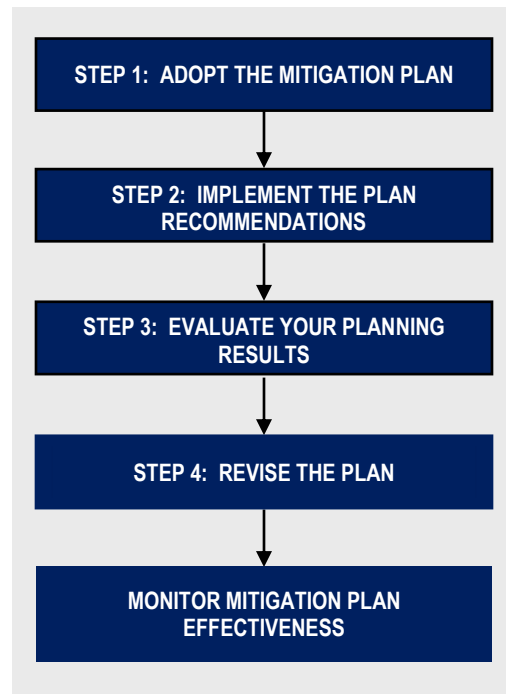 STEP 1:  ADOPT THE MITIGATION PLAN
STEP 2:  IMPLEMENT THE PLAN
RECOMMENDATIONS
STEP 3:  EVALUATE YOUR PLANNING
RESULTS
STEP 4:  REVISE THE PLAN
MONITOR MITIGATION PLAN
EFFECTIVENESS